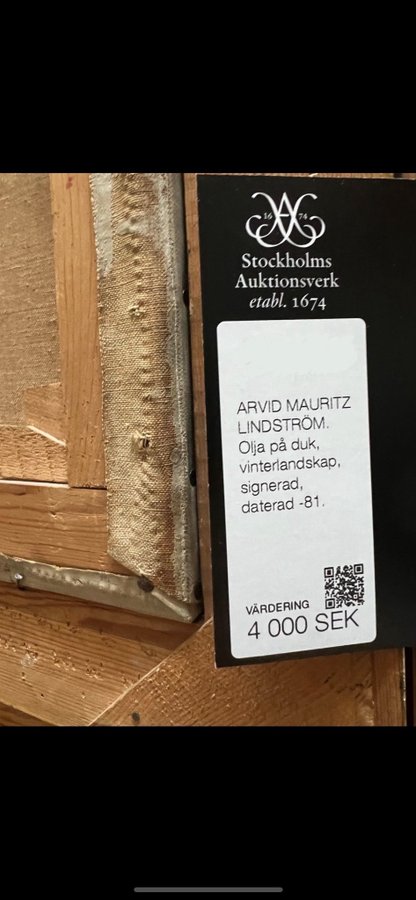 16 74
Stockholms
Auktionsverk
etabl. 1674
ARVID MAURITZ
LINDSTRÖM.
Olja på duk,
vinterlandskap,
signerad,
daterad -81.
VÄRDERING
4 000 SEK